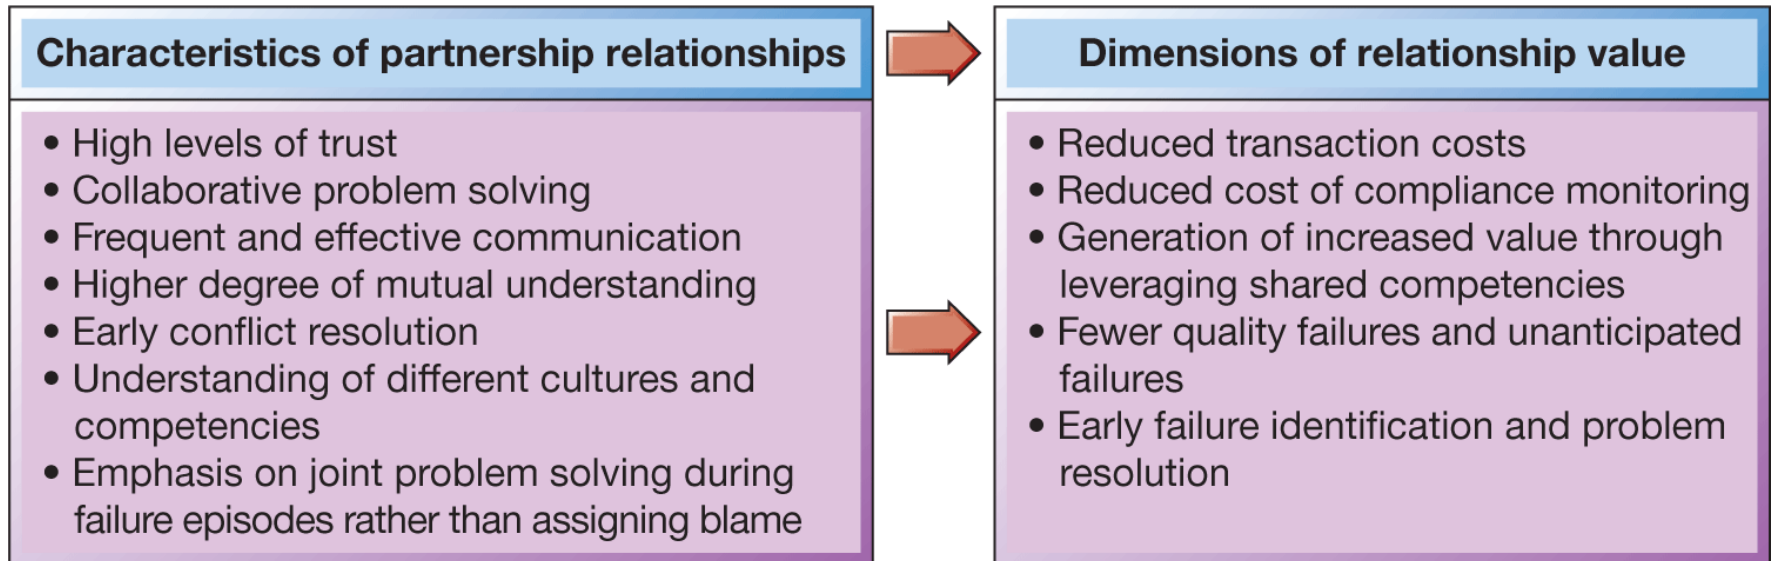 Characteristics of partnership relationships
• High levels of trust
• Collaborative problem solving
• Frequent and effective communication
• Higher degree of mutual understanding
• Early conflict resolution
• Understanding of different cultures and
competencies
• Emphasis on joint problem solving during
failure episodes rather than assigning blame
Dimensions of relationship value
• Reduced transaction costs
• Reduced cost of compliance monitoring
• Generation of increased value through
leveraging shared competencies
• Fewer quality failures and unanticipated
failures
• Early failure identification and problem
resolution